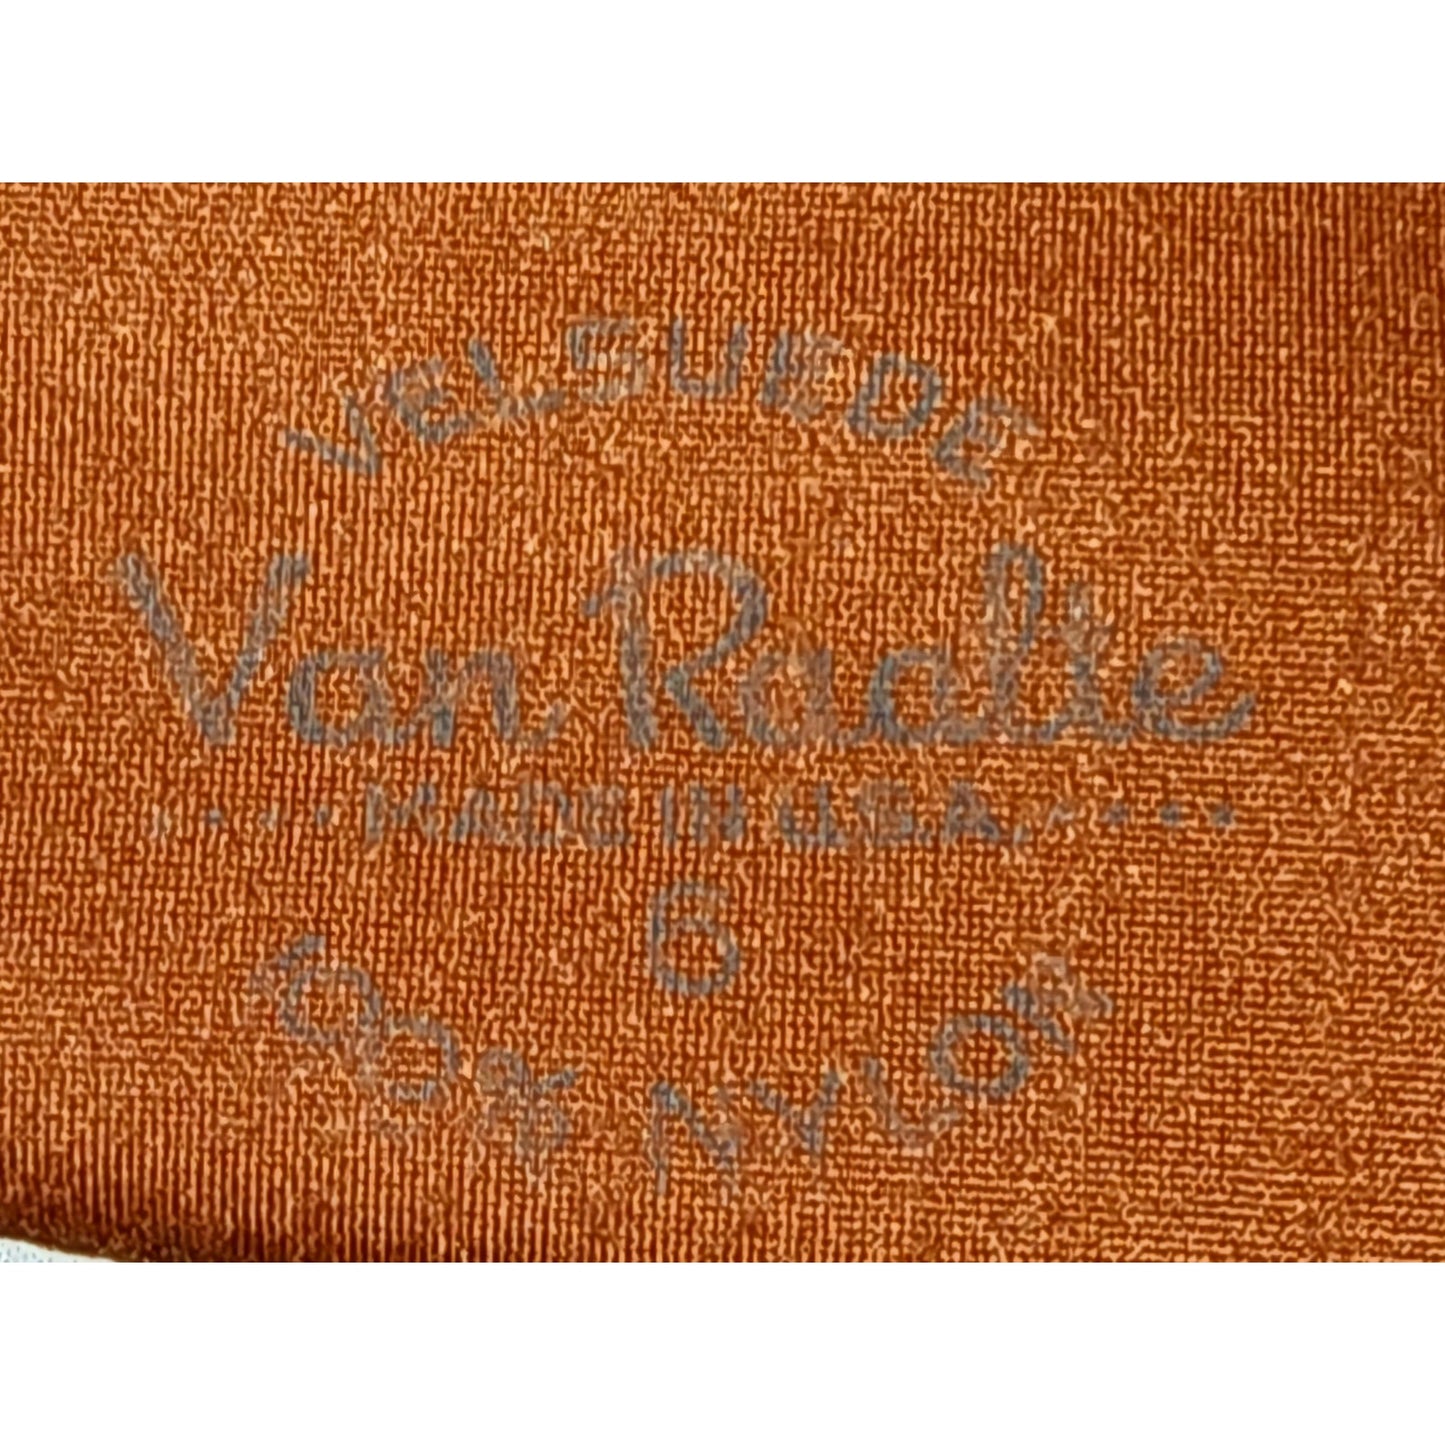 VELSUEDE
Van Raalte
....MADE IN U.S.A.....
6
100% NYLON